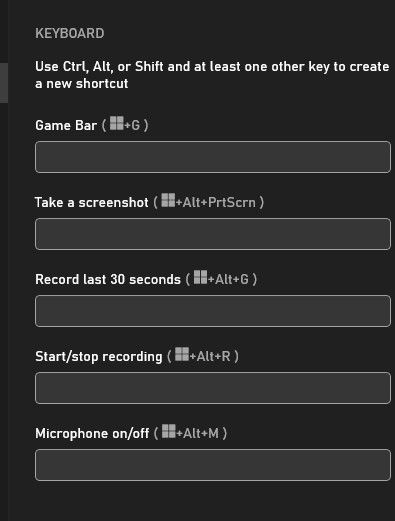 KEYBOARD
Use Ctrl, Alt, or Shift and at least one other key to create
a new shortcut
Game Bar ( +G )
Take a screenshot ( +Alt+PrtScrn )
Record last 30 seconds ( +Alt+G )
Start/stop recording ( +Alt+R )
Microphone on/off ( +Alt+M )